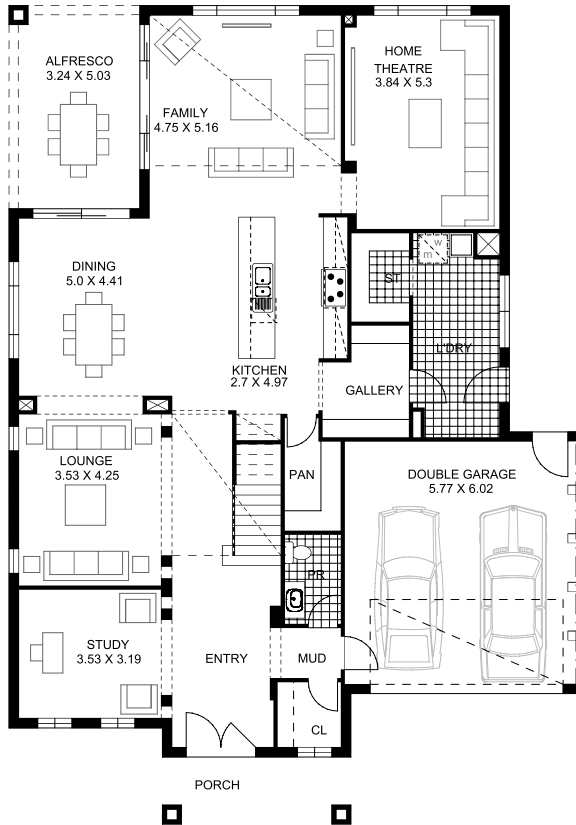 ALFRESCO
3.24 X 5.03
FAMILY
4.75 X 5.16
HOME
THEATRE
3.84 X 5.3
DINING
5.0 X 4.41
ST
w
m
L'DRY
KITCHEN
2.7 X 4.97
GALLERY
LOUNGE
3.53 X 4.25
PAN
DOUBLE GARAGE
5.77 X 6.02
PR
STUDY
3.53 X 3.19
ENTRY
MUD
CL
PORCH